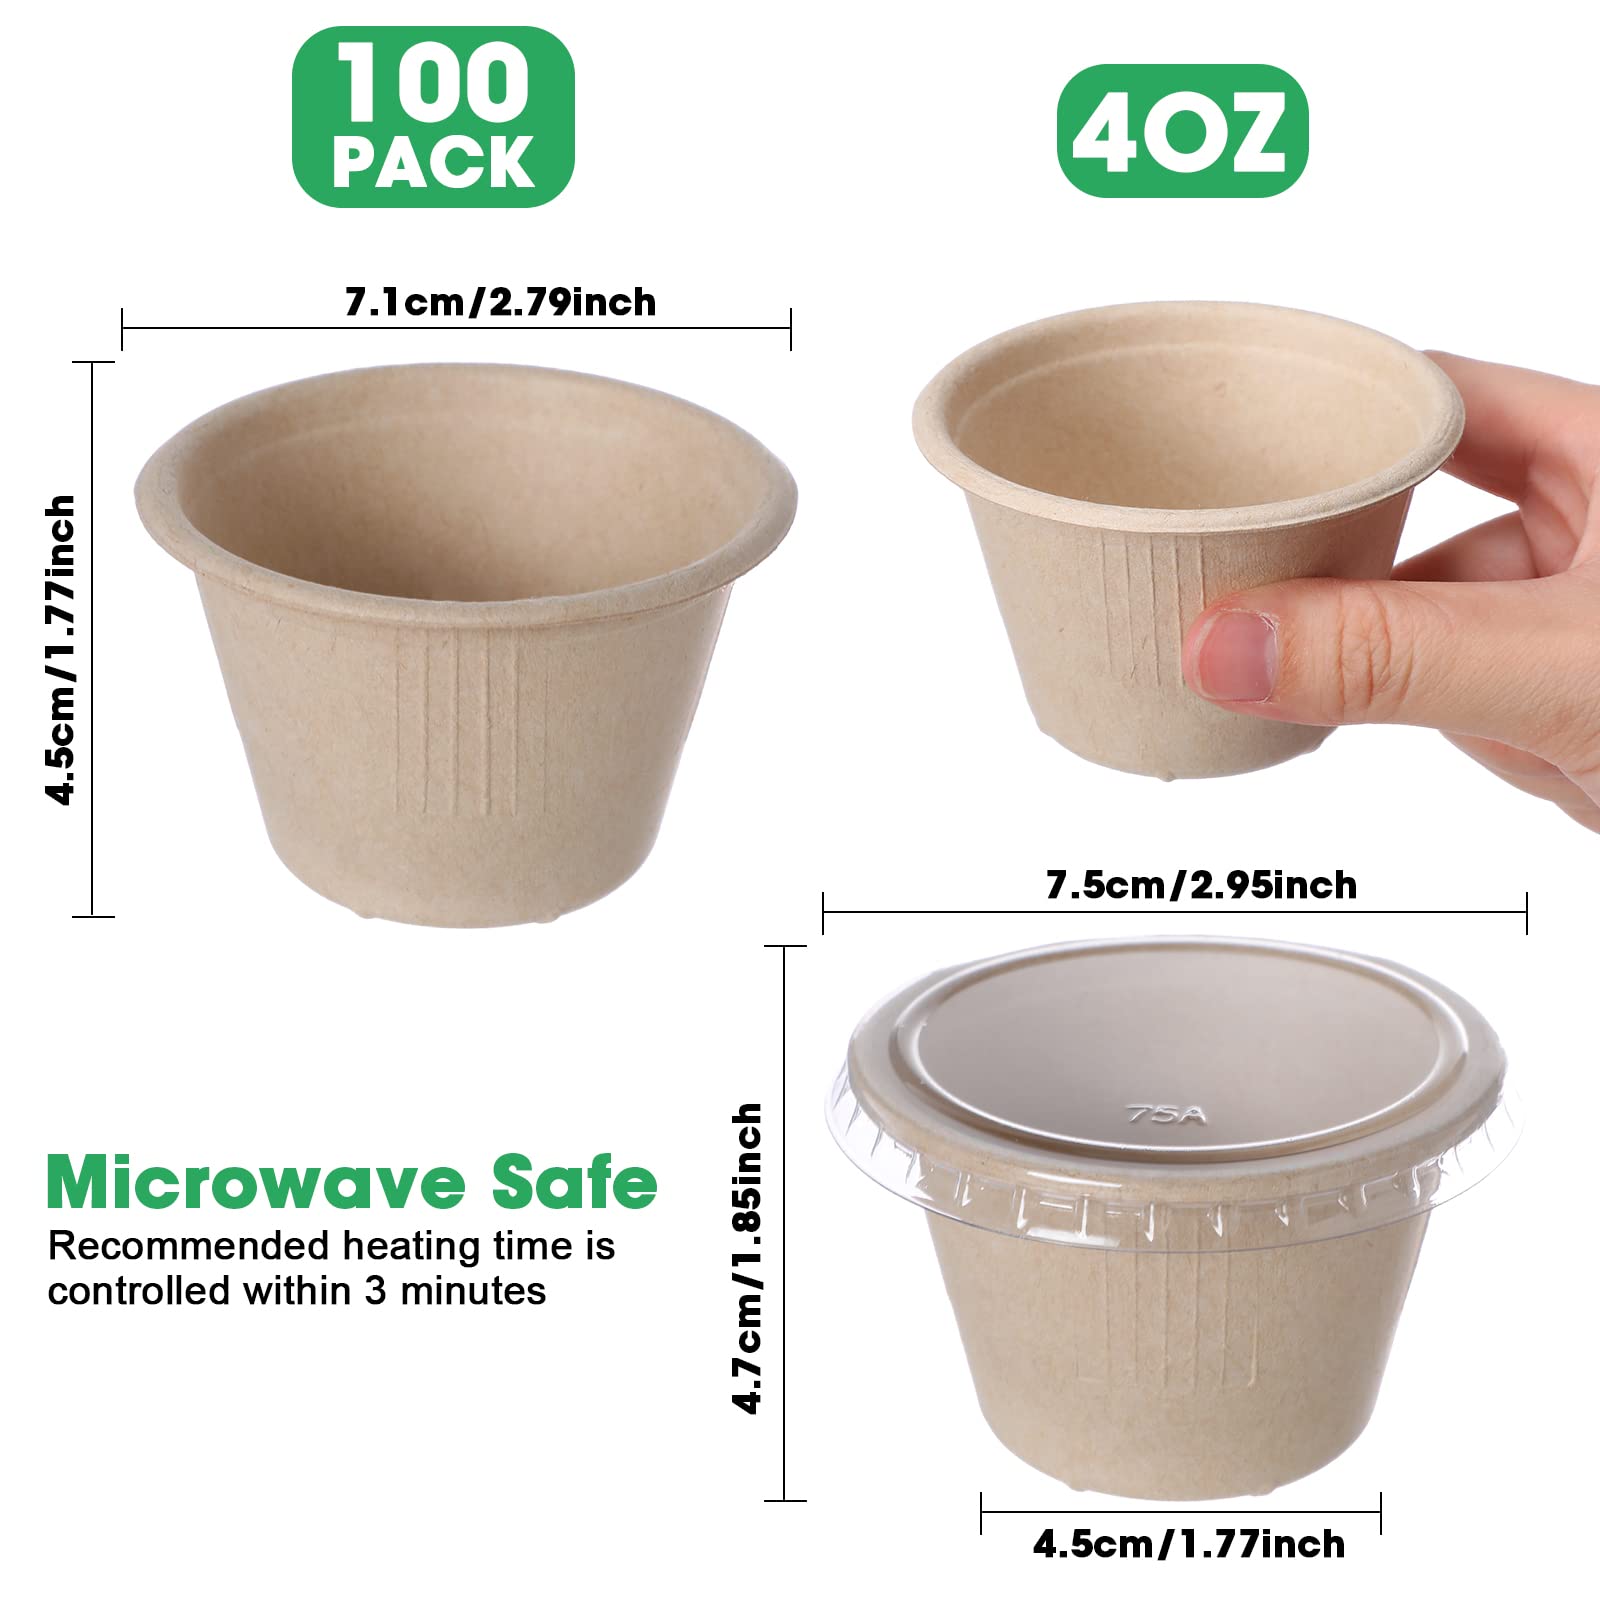 100
PACK
4OZ
7.1cm/2.79inch
4.5cm/1.77inch
7.5cm/2.95inch
75A
4.7cm/1.85inch
Microwave Safe
Recommended heating time is
controlled within 3 minutes
4.5cm/1.77inch